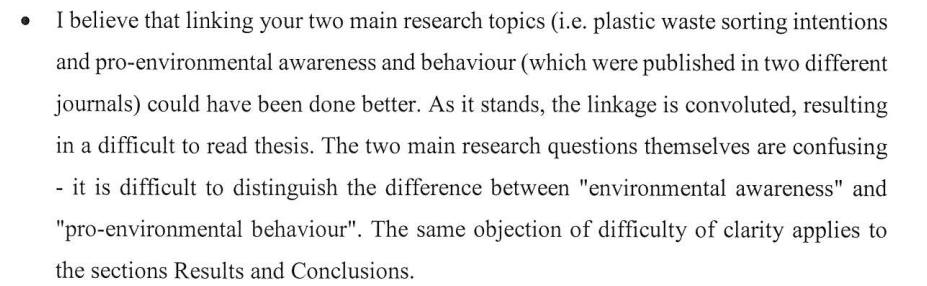 • I believe that linking your two main research topics (i.e. plastic waste sorting intentions
and pro-environmental awareness and behaviour (which were published in two different
journals) could have been done better. As it stands, the linkage is convoluted, resulting
in a difficult to read thesis. The two main research questions themselves are confusing
- it is difficult to distinguish the difference between "environmental awareness" and
"pro-environmental behaviour". The same objection of difficulty of clarity applies to
the sections Results and Conclusions.